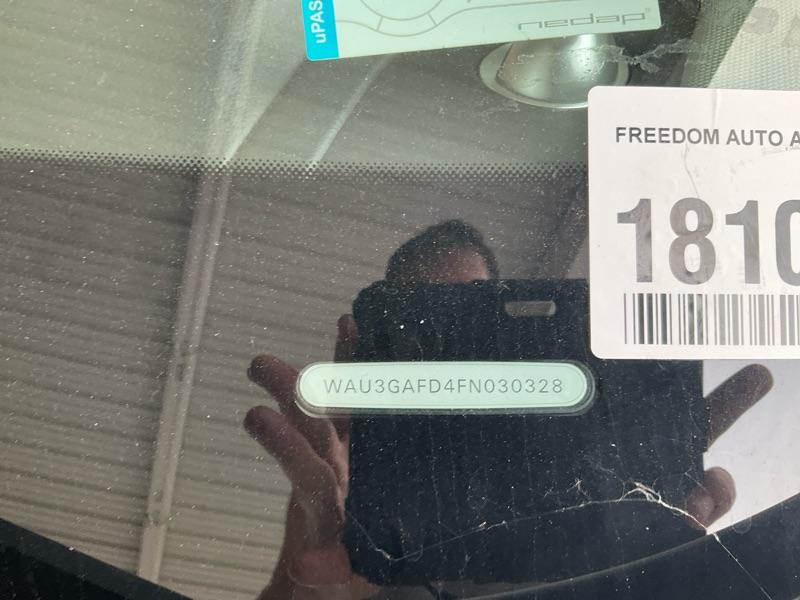 uPAS
nedap
FREEDOM AUTO A
1810
WAU3GAFD4FN030328